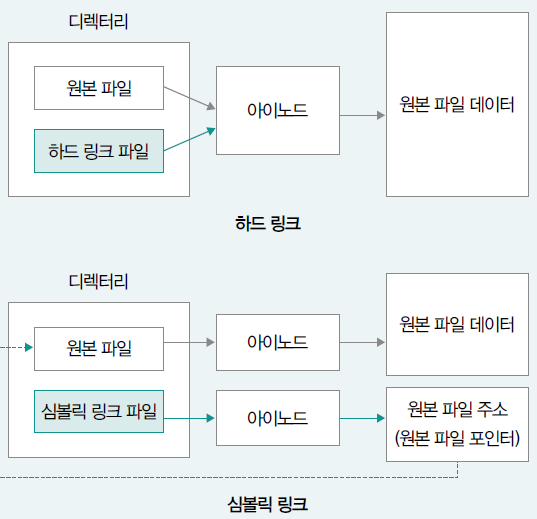 디렉터리
원본 파일
하드 링크 파일
아이노드
원본 파일 데이터
하드 링크
디렉터리
원본 파일
아이노드
원본 파일 데이터
심볼릭 링크 파일
아이노드
원본 파일 주소
(원본 파일 포인터)
심볼릭 링크